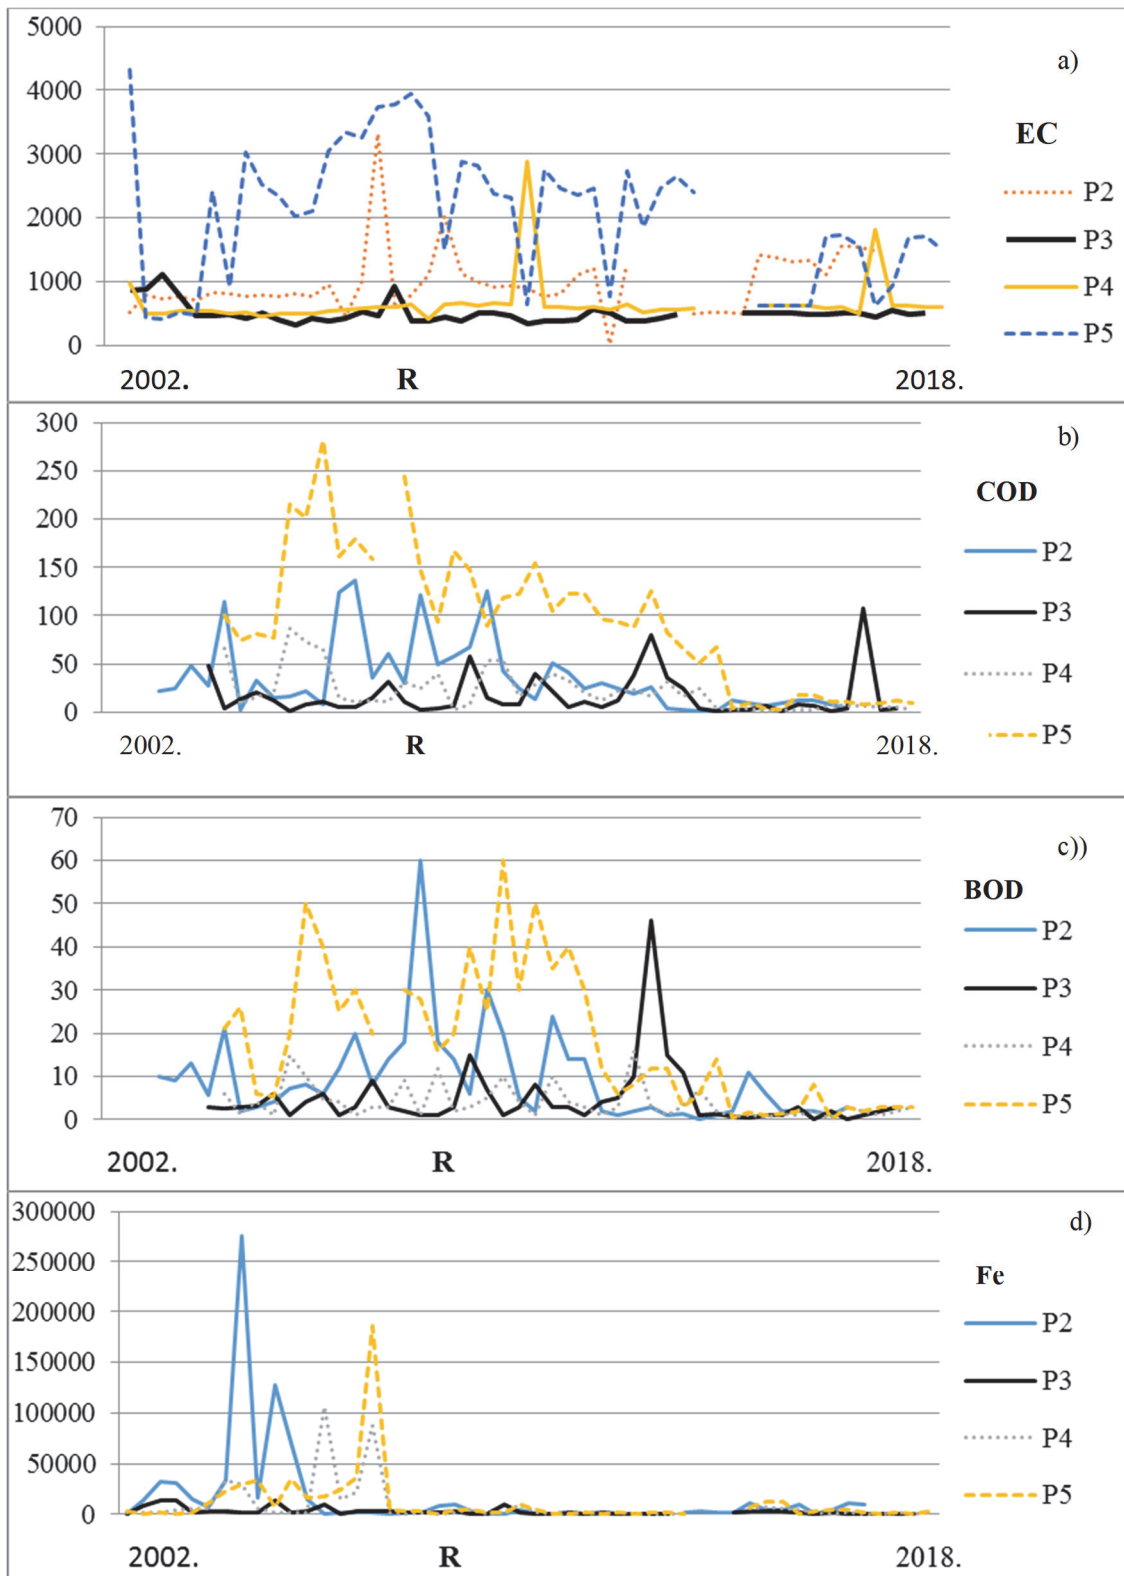 5000
4000
3000
2000
1000
0
2002.
R
2018.
a)
EC
P2
P3
P4
P5
300
250
200
150
100
50
0
2002.
R
2018.
b)
COD
P2
P3
P4
P5
70
60
50
40
30
20
10
0
2002.
R
2018.
c))
BOD
P2
P3
P4
P5
300000
250000
200000
150000
100000
50000
0
2002.
R
2018.
d)
Fe
P2
P3
P4
P5